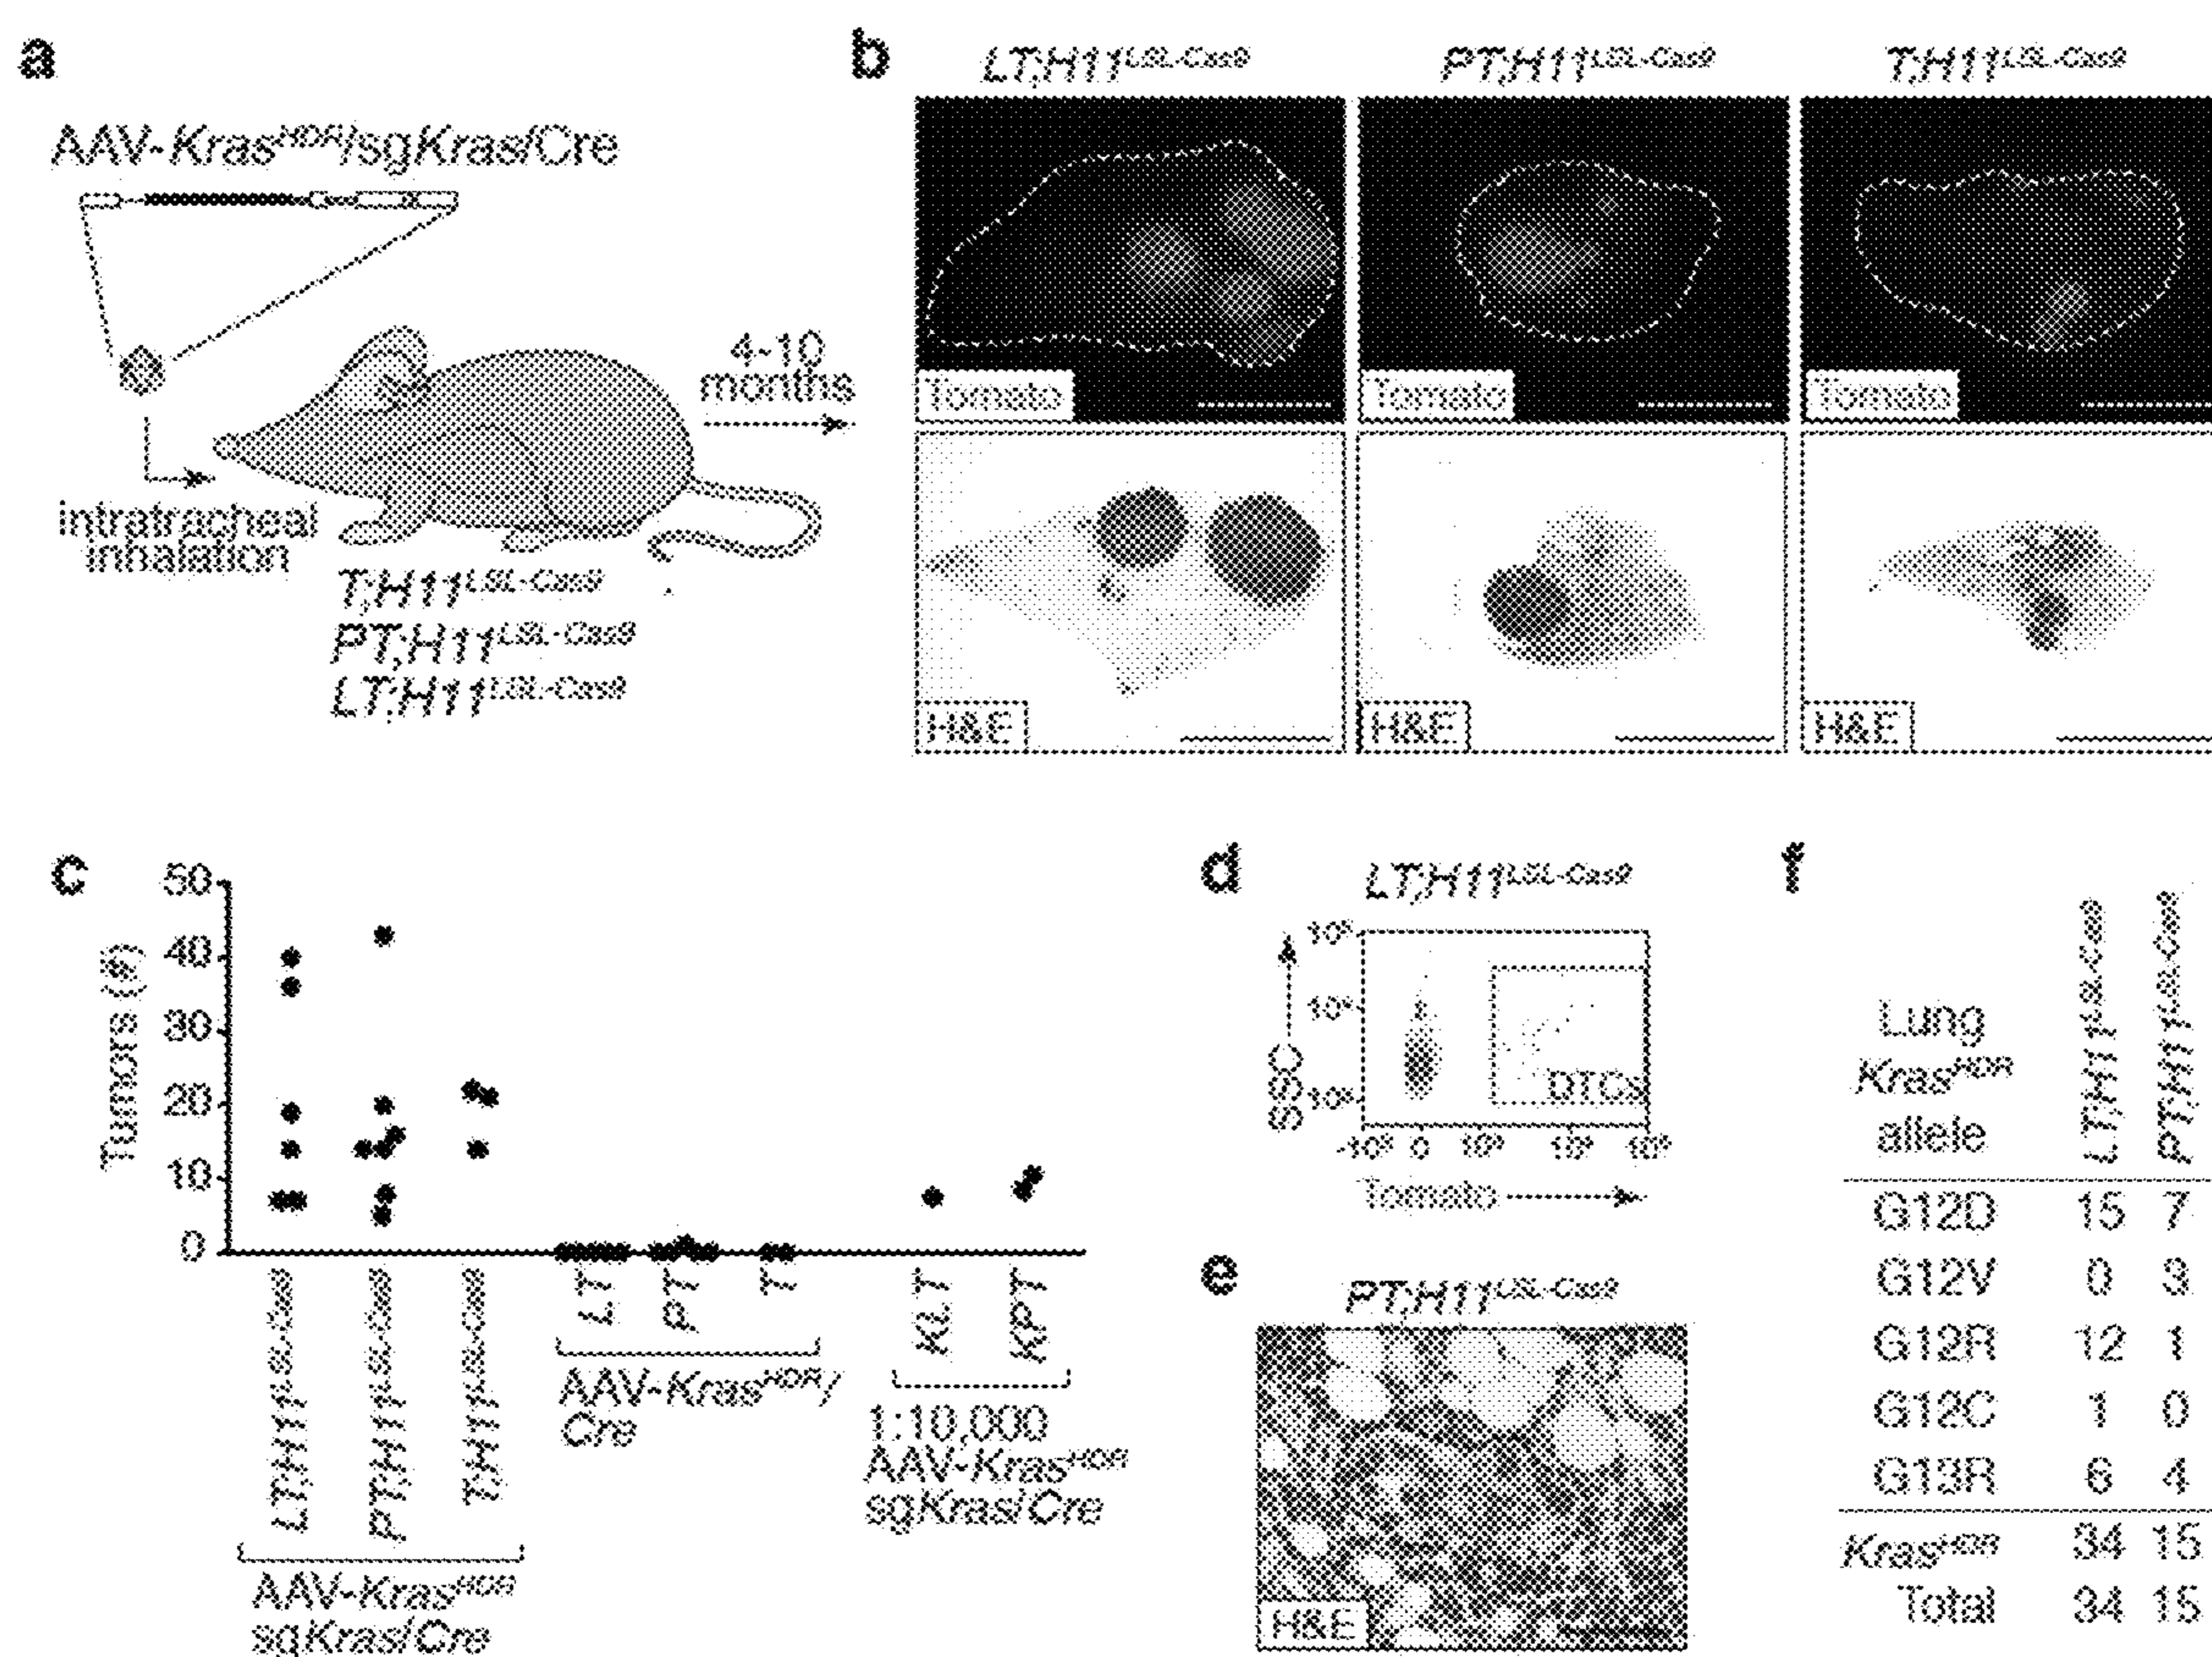 a
AAV-KrasHDR/sgKras/Cre
intratracheal
inhalation
4-10
months
T;H11LSL-Cas9
PT;H11LSL-Cas9
LT;H11LSL-Cas9
b
LT;H11LSL-Cas9
PT;H11LSL-Cas9
T;H11LSL-Cas9
Tomato
Tomato
Tomato
H&E
H&E
H&E
c
Tumors (#)
50
40
30
20
10
0
LT;H11LSL-Cas9
PT;H11LSL-Cas9
T;H11LSL-Cas9
AAV-KrasHDR
sgKras/Cre
LT
PT
T
AAV-KrasHDR/
Cre
KLT
KPT
1:10,000
AAV-KrasHDR
sgKras/Cre
d
LT;H11LSL-Cas9
SSC
DTCs
0
Tomato
e
PT;H11LSL-Cas9
H&E
f
Lung
KrasHDR
allele
LT;H11LSL-Cas
PT;H11LSL-Cas
G12D 15 7
G12V 0 3
G12R 12 1
G12C 1 0
G13R 6 4
KrasHDR 34 15
Total 34 15